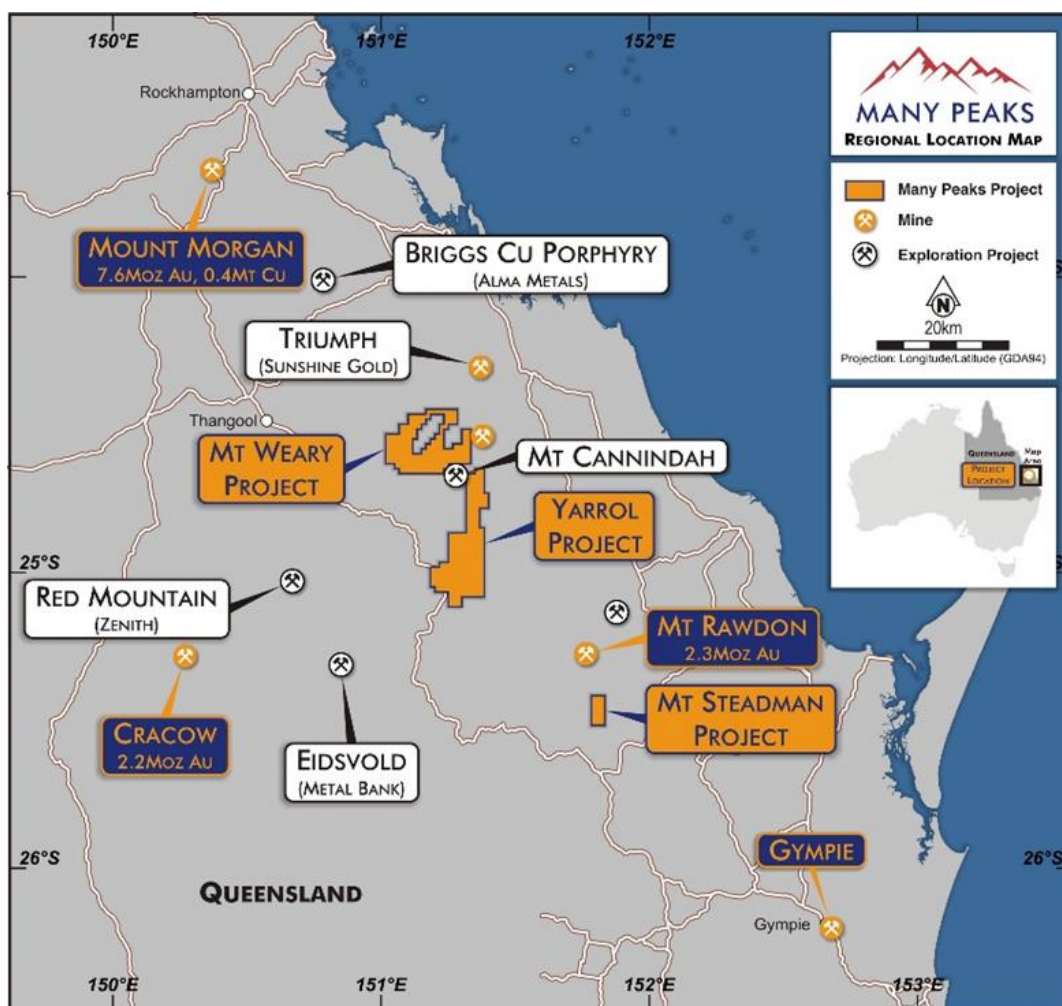 150°E
151°E
152°E
Rockhampton
MOUNT MORGAN
7.6MOZ AU, 0.4MT CU
BRIGGS CU PORPHYRY
(ALMA METALS)
TRIUMPH
(SUNSHINE GOLD)
Thangool
MT WEARY
PROJECT
MT CANNINDAH
YARROL
PROJECT
25°S
25°S
RED MOUNTAIN
(ZENITH)
MT RAWDON
2.3MOZ AU
CRACOW
2.2MOZ AU
EIDSVOLD
(METAL BANK)
MT STEADMAN
PROJECT
26°S
26°S
GYMPIE
Gympie
QUEENSLAND
150°E
151°E
152°E
153°E
MANY PEAKS
REGIONAL LOCATION MAP
Many Peaks Project
Mine
Exploration Project
N
20km
Projection: Longitude/Latitude (GDA94)
QUEENSLAND
PROJECT
LOCATION
Map
Area